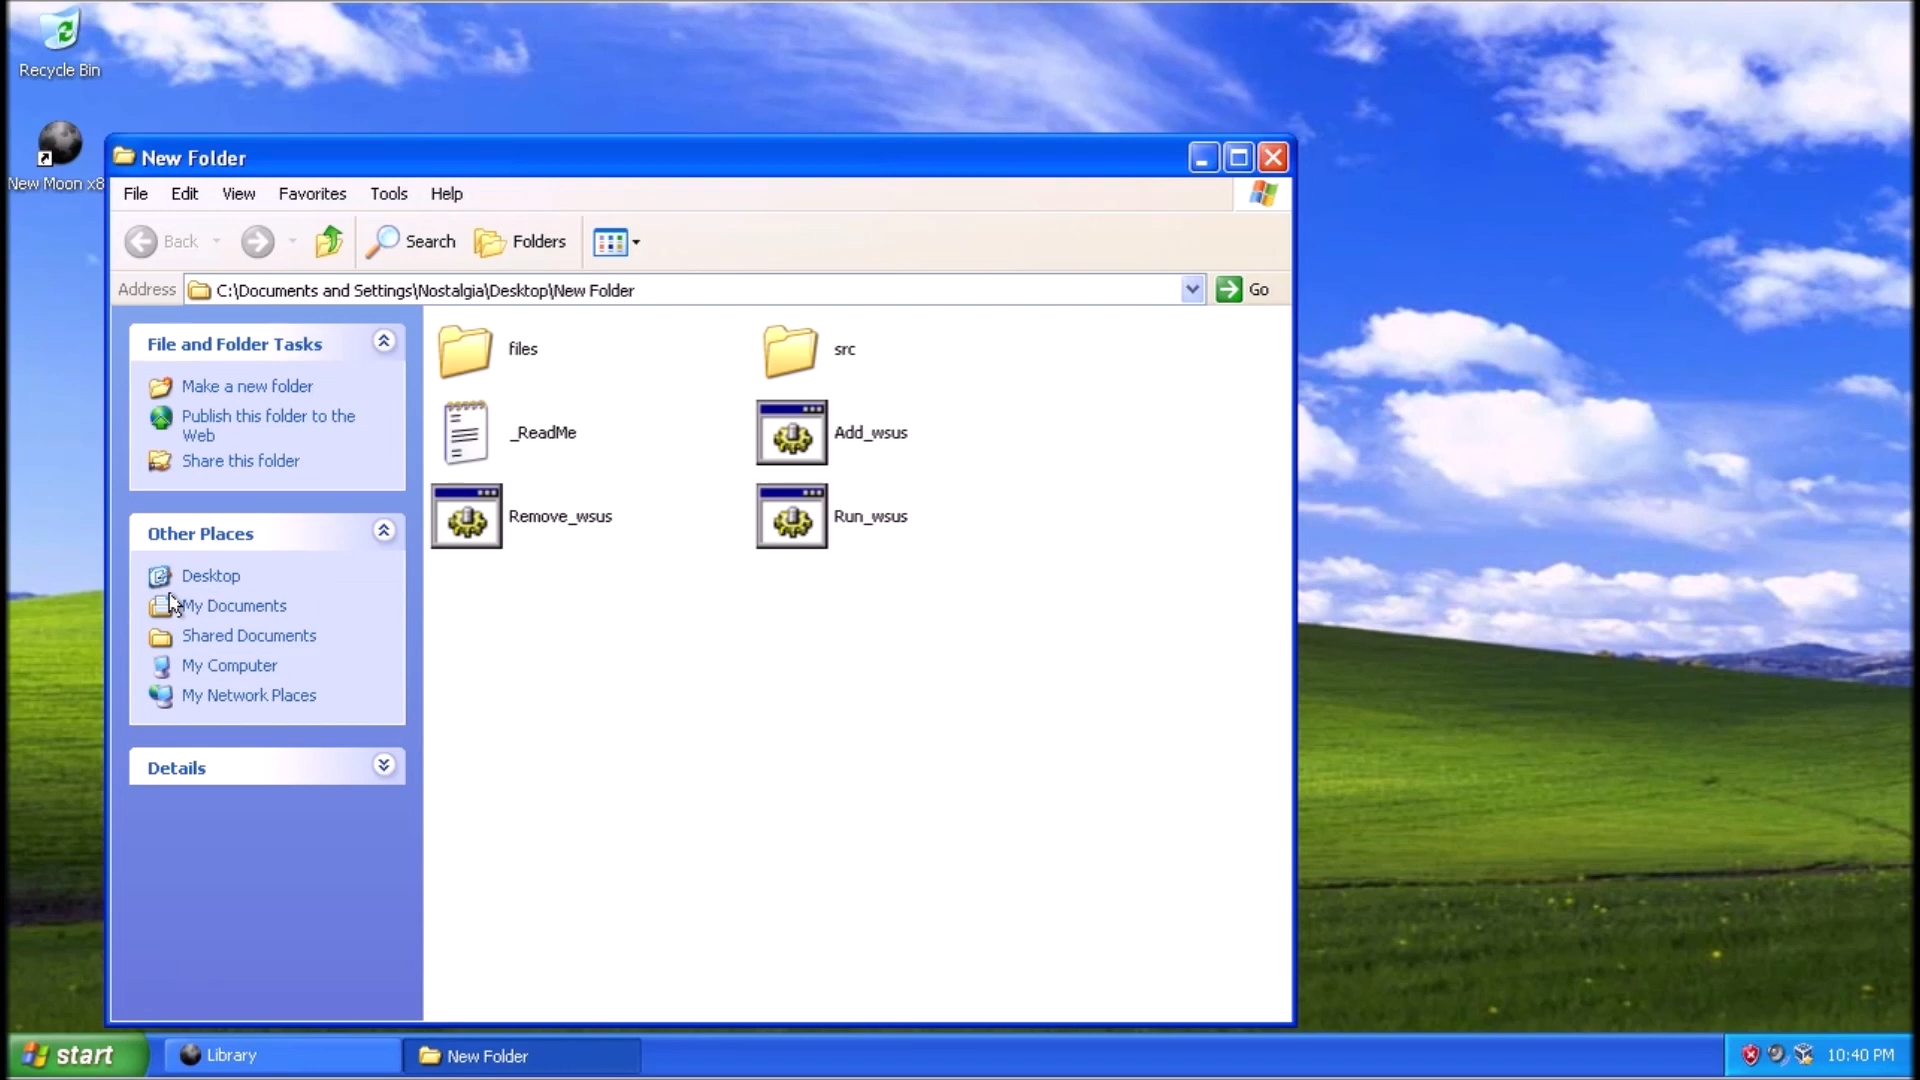 Recycle Bin
New Moon x8
New Folder
File Edit View Favorites Tools Help
Back Search Folders
Address C:\Documents and Settings\Nostalgia\Desktop\New Folder Go
File and Folder Tasks
Make a new folder
Publish this folder to the
Web
Share this folder
Other Places
Desktop
My Documents
Shared Documents
My Computer
My Network Places
Details
files src
_ReadMe Add_wsus
Remove_wsus Run_wsus
start Library New Folder 10:40 PM